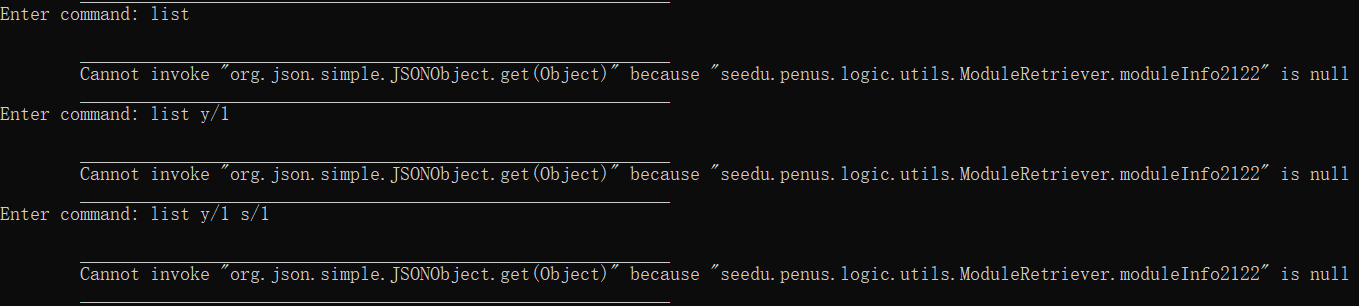 Enter command: list
Cannot invoke "org.json.simple.JSONObject.get(Object)" because "seedu.penus.logic.utils.ModuleRetriever.moduleInfo2122" is null
Enter command: list y/1
Cannot invoke "org.json.simple.JSONObject.get(Object)" because "seedu.penus.logic.utils.ModuleRetriever.moduleInfo2122" is null
Enter command: list y/1 s/1
Cannot invoke "org.json.simple.JSONObject.get(Object)" because "seedu.penus.logic.utils.ModuleRetriever.moduleInfo2122" is null